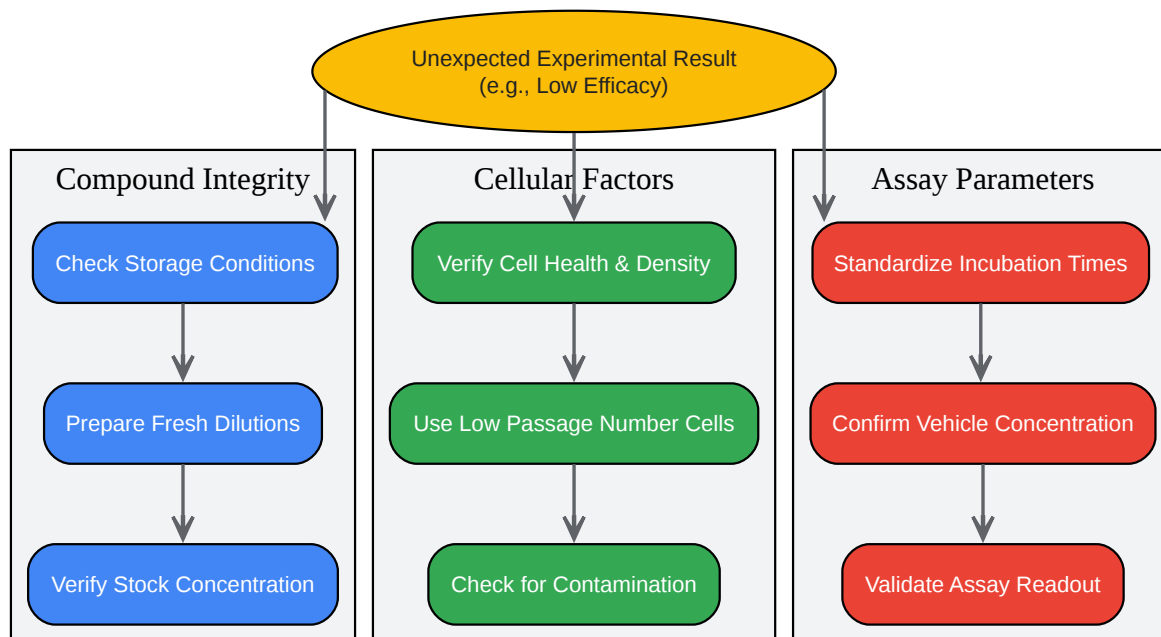 Unexpected Experimental Result
(e.g., Low Efficacy)
Compound Integrity
Check Storage Conditions
Prepare Fresh Dilutions
Verify Stock Concentration
Cellular Factors
Verify Cell Health & Density
Use Low Passage Number Cells
Check for Contamination
Assay Parameters
Standardize Incubation Times
Confirm Vehicle Concentration
Validate Assay Readout